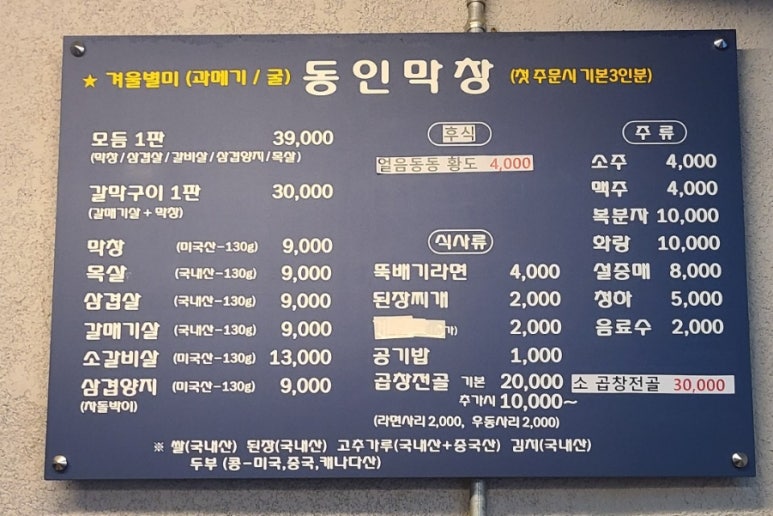 ★ 겨울별미 (과메기 / 굴) 동인막창 (첫 주문시 기본3인분)
모듬 1판 39,000
(막창 / 삼겹살 / 갈비살 / 삼겹양지 / 목살)
갈막구이 1판 30,000
(갈매기살 + 막창)
막창 (미국산-130g) 9,000
목살 (국내산-130g) 9,000
삼겹살 (국내산-130g) 9,000
갈매기살 (국내산-130g) 9,000
소갈비살 (미국산-130g) 13,000
삼겹양지 (미국산-130g) 9,000
(차돌박이)
후식
얼음동동 황도 4,000
식사류
뚝배기라면 4,000
된장찌개 2,000
가) 2,000
공기밥 1,000
곱창전골 기본 20,000
추가시 10,000~
(라면사리 2,000, 우동사리 2,000)
주 류
소주 4,000
맥주 4,000
복분자 10,000
와랑 10,000
설중매 8,000
청하 5,000
음료수 2,000
소 곱창전골 30,000
※ 쌀(국내산) 된장(국내산) 고추가루(국내산+중국산) 김치(국내산)
두부 (콩-미국,중국,캐나다산)